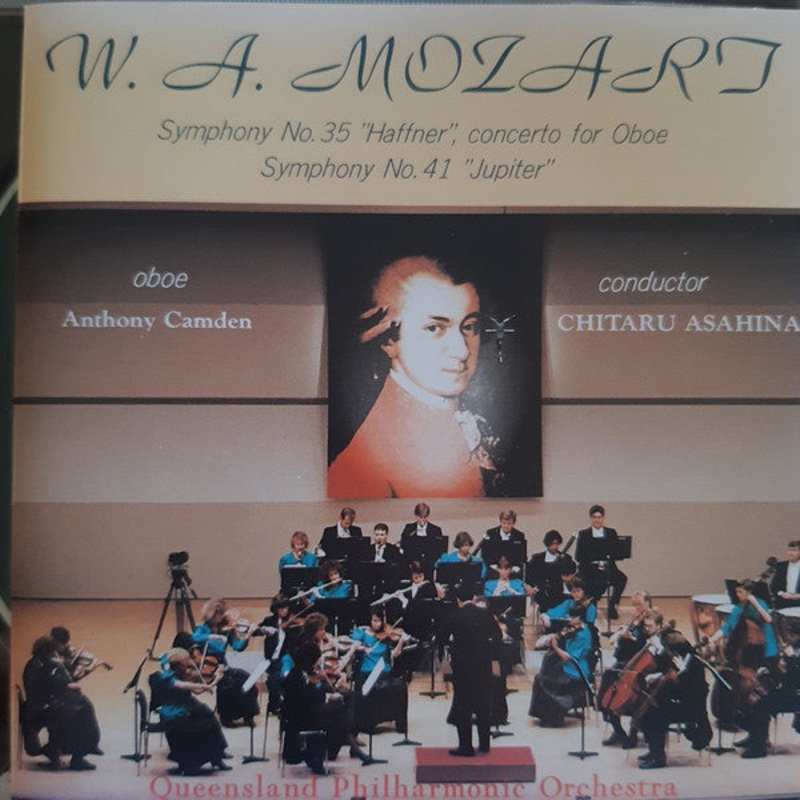 W. A. MOZART
Symphony No. 35 "Haffner", concerto for Oboe
Symphony No. 41 "Jupiter"
oboe
Anthony Camden
conductor
CHITARU ASAHINA
Queensland Philharmonic Orchestra